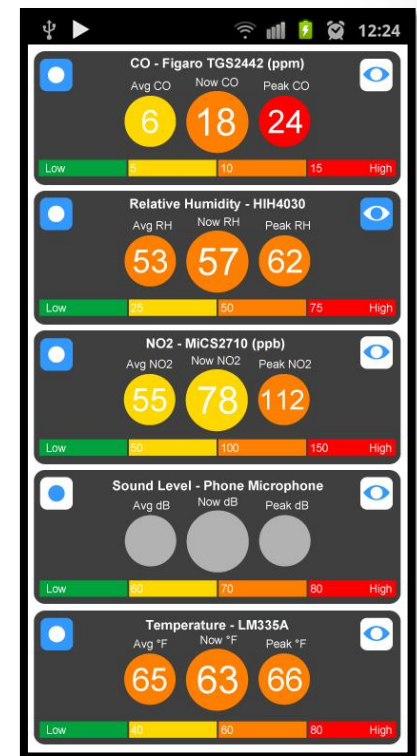 12:24
CO - Figaro TGS2442 (ppm)
Avg CO Now CO Peak CO
6 18 24
Low 5 10 15 High
Relative Humidity - HIH4030
Avg RH Now RH Peak RH
53 57 62
Low 25 50 75 High
NO2 - MiCS2710 (ppb)
Avg NO2 Now NO2 Peak NO2
55 78 112
Low 50 100 150 High
Sound Level - Phone Microphone
Avg dB Now dB Peak dB
Low 60 70 80 High
Temperature - LM335A
Avg °F Now °F Peak °F
65 63 66
Low 40 60 80 High